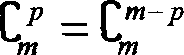 C_m^p = C_m^{m-p}